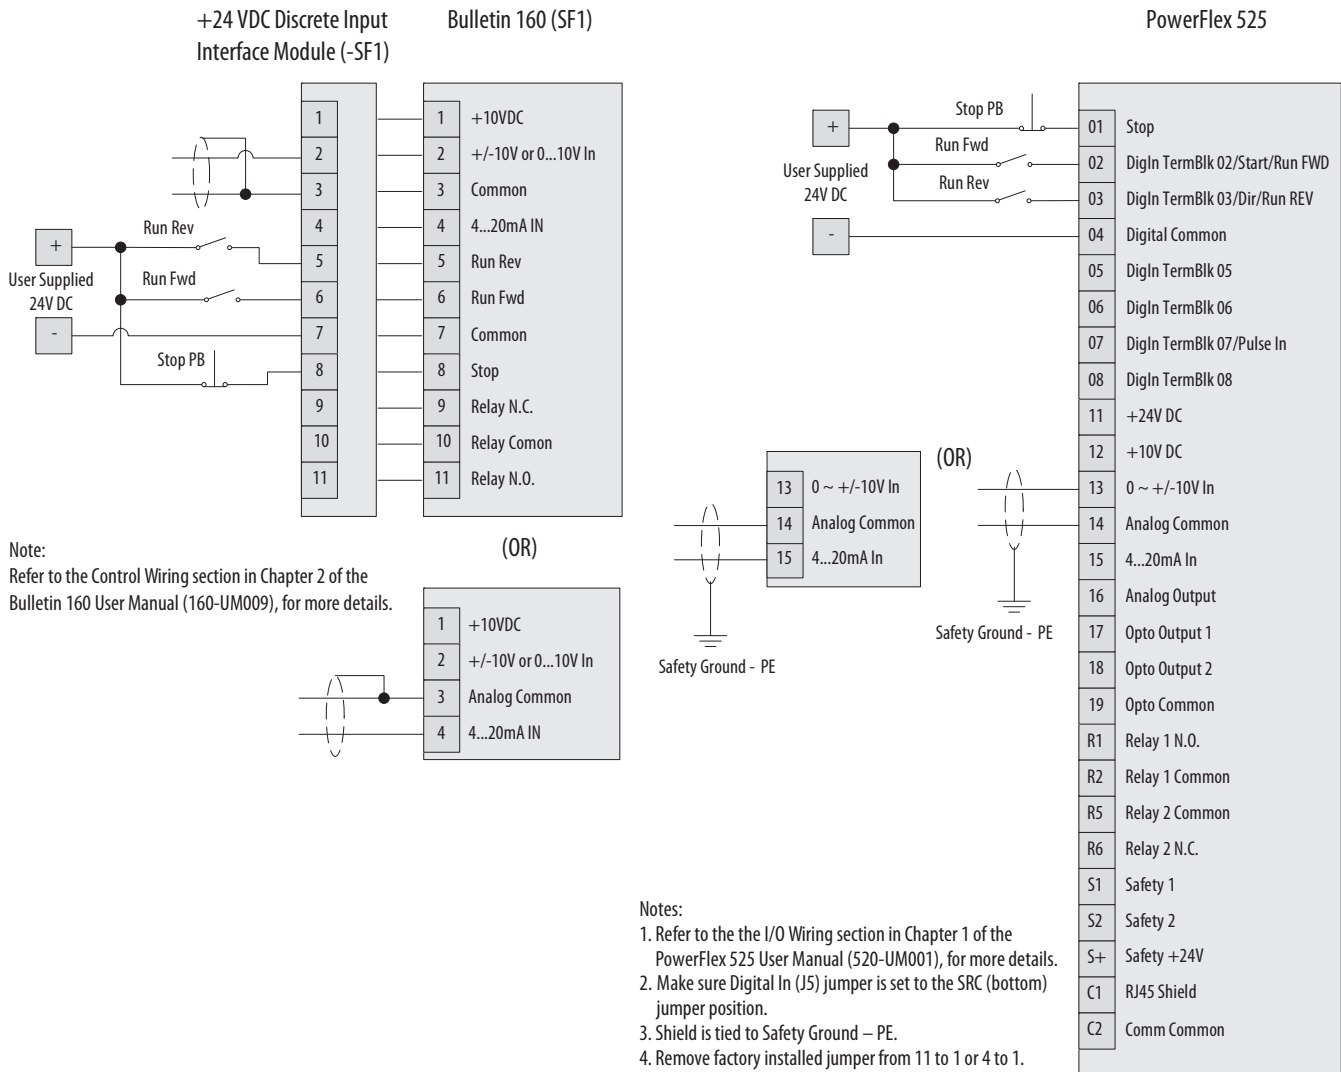 +24 VDC Discrete Input
Interface Module (-SF1)
Bulletin 160 (SF1)
1
2
3
4
5
6
7
8
9
10
11
1 +10VDC
2 +/-10V or 0...10V In
3 Common
4 4...20mA IN
5 Run Rev
6 Run Fwd
7 Common
8 Stop
9 Relay N.C.
10 Relay Comon
11 Relay N.O.
Run Rev
+
User Supplied
24V DC
Run Fwd
-
Stop PB
Note:
Refer to the Control Wiring section in Chapter 2 of the
Bulletin 160 User Manual (160-UM009), for more details.
(OR)
1 +10VDC
2 +/-10V or 0...10V In
3 Analog Common
4 4...20mA IN
PowerFlex 525
Stop PB
+
Run Fwd
User Supplied
24V DC
Run Rev
-
01 Stop
02 DigIn TermBlk 02/Start/Run FWD
03 DigIn TermBlk 03/Dir/Run REV
04 Digital Common
05 DigIn TermBlk 05
06 DigIn TermBlk 06
07 DigIn TermBlk 07/Pulse In
08 DigIn TermBlk 08
11 +24V DC
12 +10V DC
13 0 ~ +/-10V In
14 Analog Common
15 4...20mA In
16 Analog Output
17 Opto Output 1
18 Opto Output 2
19 Opto Common
R1 Relay 1 N.O.
R2 Relay 1 Common
R5 Relay 2 Common
R6 Relay 2 N.C.
S1 Safety 1
S2 Safety 2
S+ Safety +24V
C1 RJ45 Shield
C2 Comm Common
(OR)
13 0 ~ +/-10V In
14 Analog Common
15 4...20mA In
Safety Ground - PE
Safety Ground - PE
Notes:
1. Refer to the the I/O Wiring section in Chapter 1 of the
PowerFlex 525 User Manual (520-UM001), for more details.
2. Make sure Digital In (J5) jumper is set to the SRC (bottom)
jumper position.
3. Shield is tied to Safety Ground – PE.
4. Remove factory installed jumper from 11 to 1 or 4 to 1.